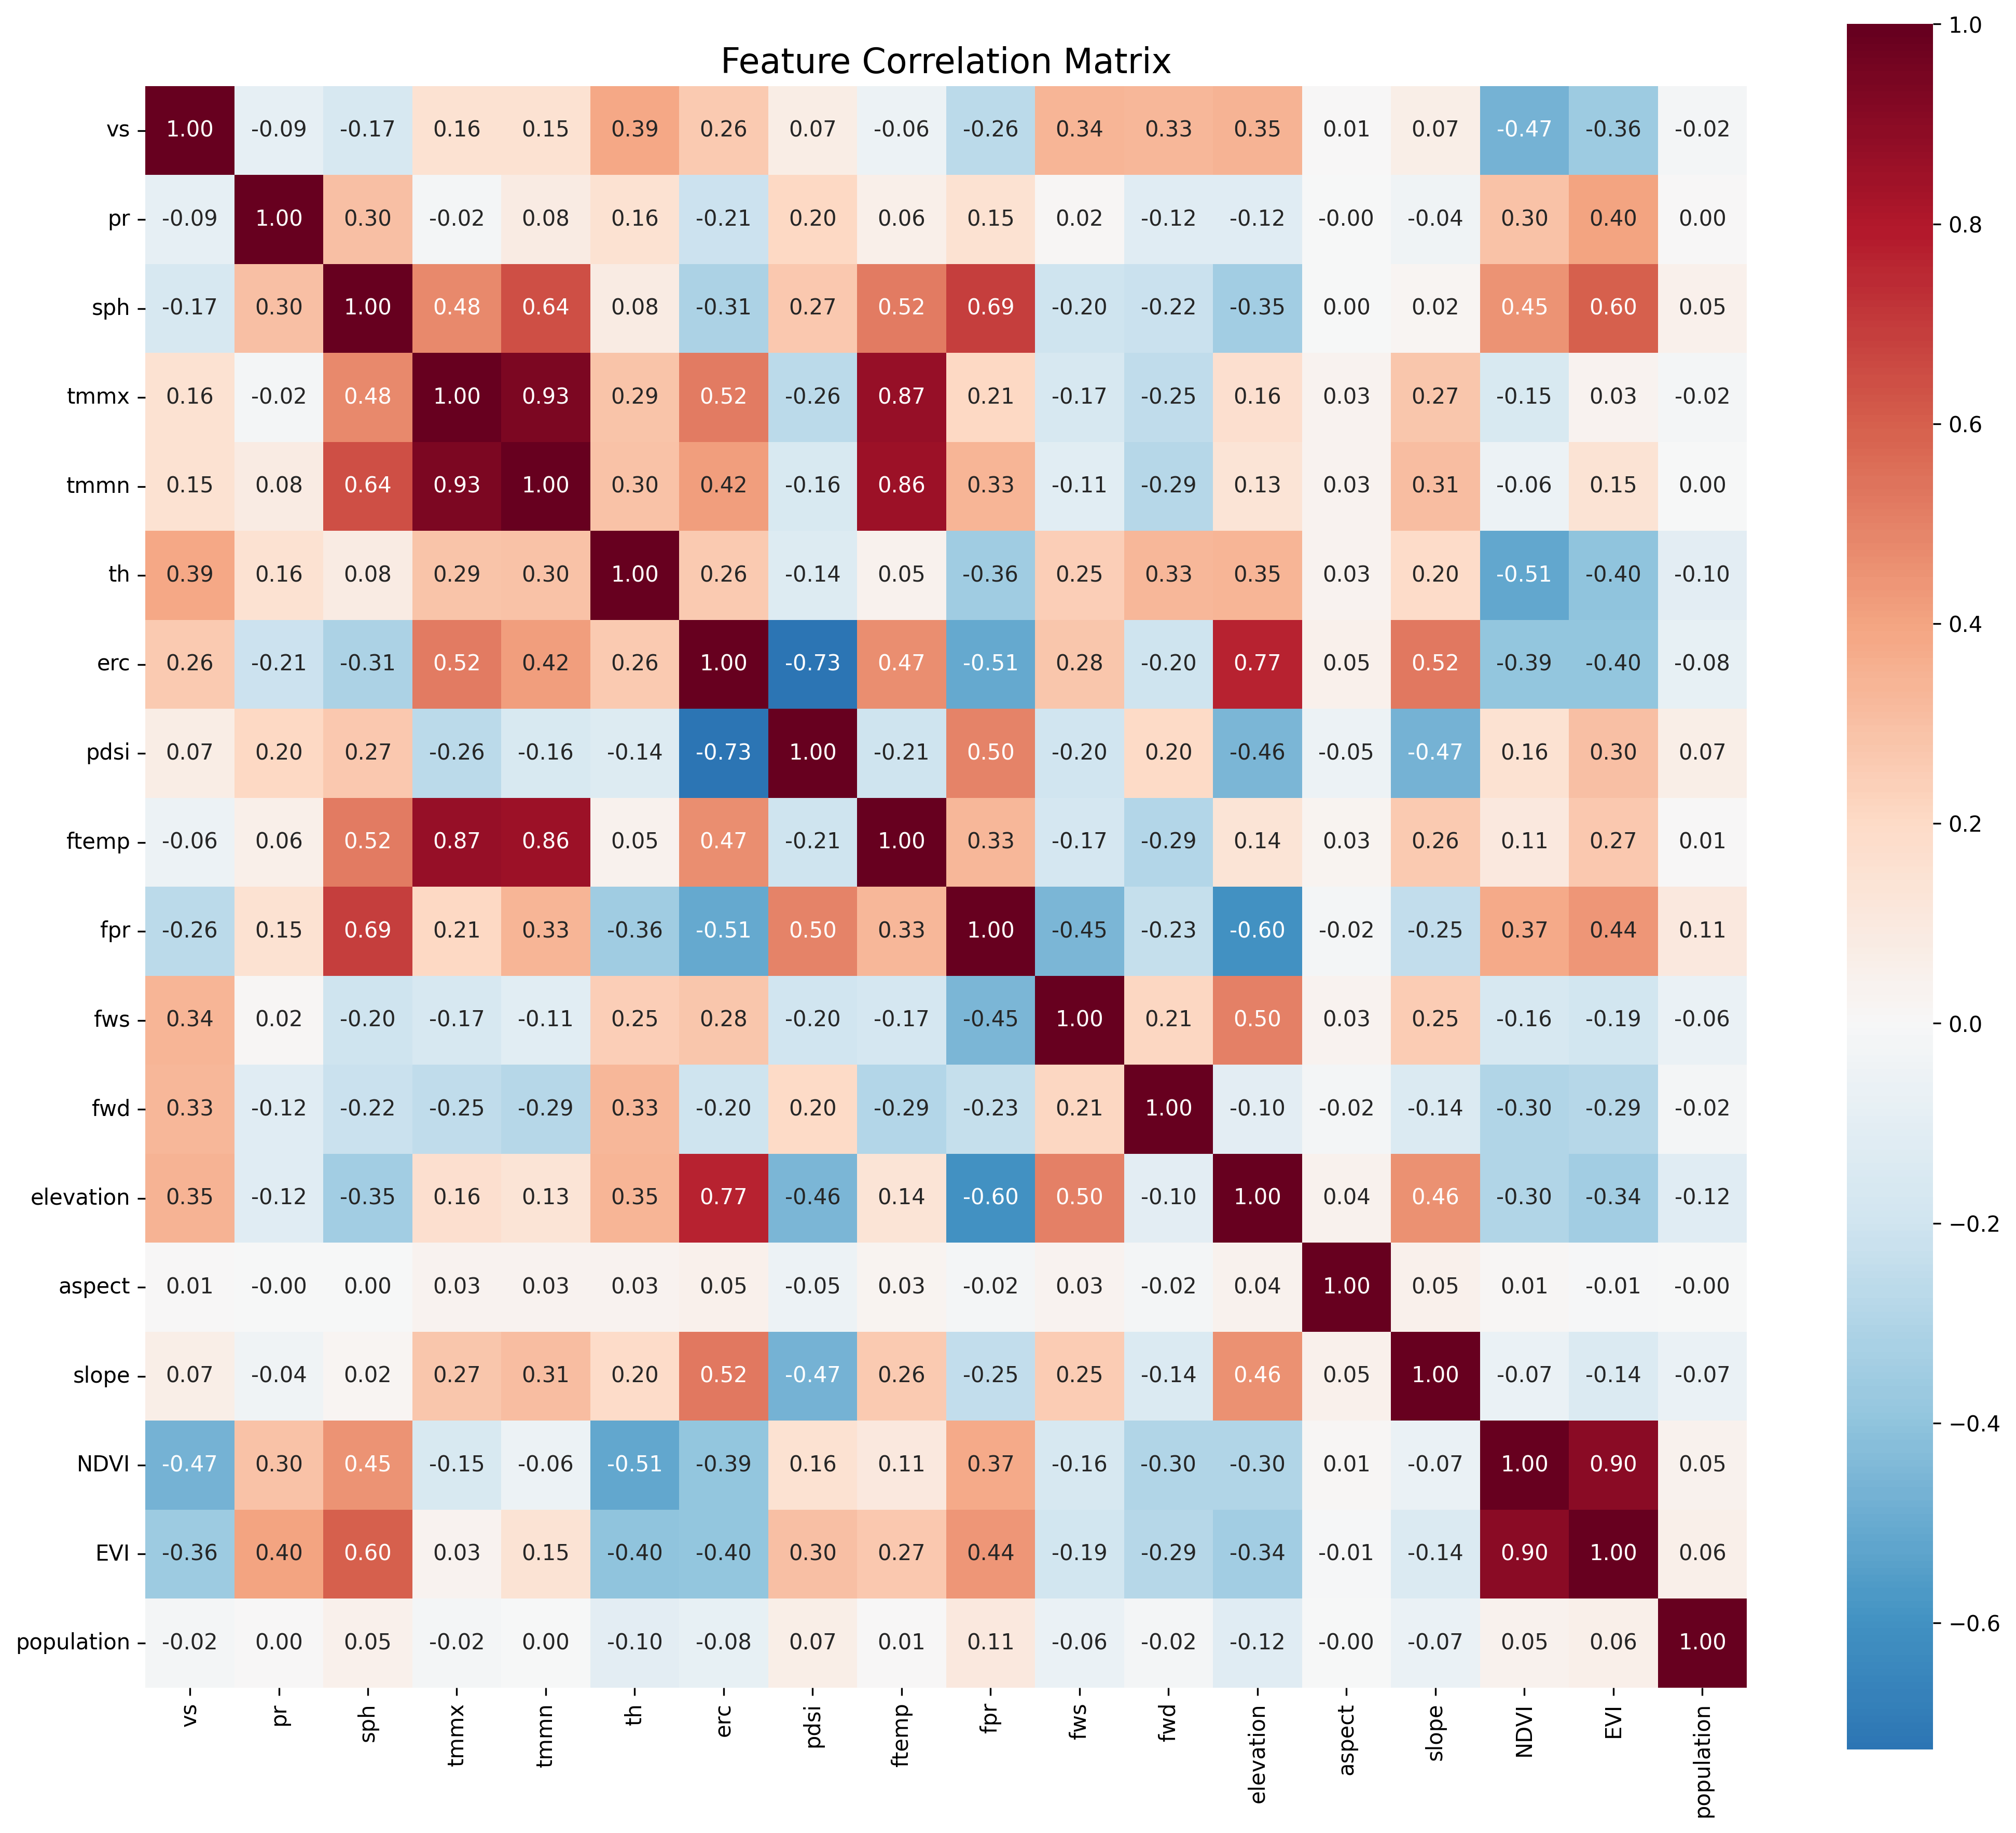 Feature Correlation Matrix
vs 1.00 -0.09 -0.17 0.16 0.15 0.39 0.26 0.07 -0.06 -0.26 0.34 0.33 0.35 0.01 0.07 -0.47 -0.36 -0.02
pr -0.09 1.00 0.30 -0.02 0.08 0.16 -0.21 0.20 0.06 0.15 0.02 -0.12 -0.12 -0.00 -0.04 0.30 0.40 0.00
sph -0.17 0.30 1.00 0.48 0.64 0.08 -0.31 0.27 0.52 0.69 -0.20 -0.22 -0.35 0.00 0.02 0.45 0.60 0.05
tmmx 0.16 -0.02 0.48 1.00 0.93 0.29 0.52 -0.26 0.87 0.21 -0.17 -0.25 0.16 0.03 0.27 -0.15 0.03 -0.02
tmmn 0.15 0.08 0.64 0.93 1.00 0.30 0.42 -0.16 0.86 0.33 -0.11 -0.29 0.13 0.03 0.31 -0.06 0.15 0.00
th 0.39 0.16 0.08 0.29 0.30 1.00 0.26 -0.14 0.05 -0.36 0.25 0.33 0.35 0.03 0.20 -0.51 -0.40 -0.10
erc 0.26 -0.21 -0.31 0.52 0.42 0.26 1.00 -0.73 0.47 -0.51 0.28 -0.20 0.77 0.05 0.52 -0.39 -0.40 -0.08
pdsi 0.07 0.20 0.27 -0.26 -0.16 -0.14 -0.73 1.00 -0.21 0.50 -0.20 0.20 -0.46 -0.05 -0.47 0.16 0.30 0.07
ftemp -0.06 0.06 0.52 0.87 0.86 0.05 0.47 -0.21 1.00 0.33 -0.17 -0.29 0.14 0.03 0.26 0.11 0.27 0.01
fpr -0.26 0.15 0.69 0.21 0.33 -0.36 -0.51 0.50 0.33 1.00 -0.45 -0.23 -0.60 -0.02 -0.25 0.37 0.44 0.11
fws 0.34 0.02 -0.20 -0.17 -0.11 0.25 0.28 -0.20 -0.17 -0.45 1.00 0.21 0.50 0.03 0.25 -0.16 -0.19 -0.06
fwd 0.33 -0.12 -0.22 -0.25 -0.29 0.33 -0.20 0.20 -0.29 -0.23 0.21 1.00 -0.10 -0.02 -0.14 -0.30 -0.29 -0.02
elevation 0.35 -0.12 -0.35 0.16 0.13 0.35 0.77 -0.46 0.14 -0.60 0.50 -0.10 1.00 0.04 0.46 -0.30 -0.34 -0.12
aspect 0.01 -0.00 0.00 0.03 0.03 0.03 0.05 -0.05 0.03 -0.02 0.03 -0.02 0.04 1.00 0.05 0.01 -0.01 -0.00
slope 0.07 -0.04 0.02 0.27 0.31 0.20 0.52 -0.47 0.26 -0.25 0.25 -0.14 0.46 0.05 1.00 -0.07 -0.14 -0.07
NDVI -0.47 0.30 0.45 -0.15 -0.06 -0.51 -0.39 0.16 0.11 0.37 -0.16 -0.30 -0.30 0.01 -0.07 1.00 0.90 0.05
EVI -0.36 0.40 0.60 0.03 0.15 -0.40 -0.40 0.30 0.27 0.44 -0.19 -0.29 -0.34 -0.01 -0.14 0.90 1.00 0.06
population -0.02 0.00 0.05 -0.02 0.00 -0.10 -0.08 0.07 0.01 0.11 -0.06 -0.02 -0.12 -0.00 -0.07 0.05 0.06 1.00
vs pr sph tmmx tmmn th erc pdsi ftemp fpr fws fwd elevation aspect slope NDVI EVI population
1.0
0.8
0.6
0.4
0.2
0.0
−0.2
−0.4
−0.6